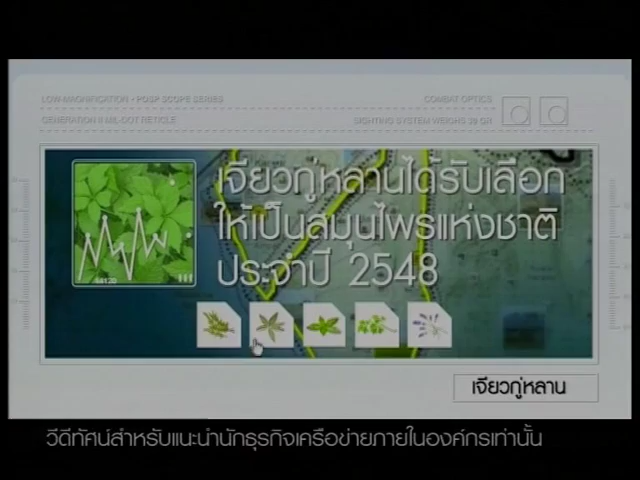 LOW-MAGNIFICATION - POSP SCOPE SERIES
COMBAT OPTICS
GENERATION II MIL-DOT RETICLE
SIGHTING SYSTEM WEIGHS 38 GR
เจียวกู่หลานได้รับเลือก
ให้เป็นสมุนไพรแห่งชาติ
ประจำปี 2548
เจียวกู่หลาน
วีดีทัศน์สำหรับแนะนำนักธุรกิจเครือข่ายภายในองค์กรเท่านั้น